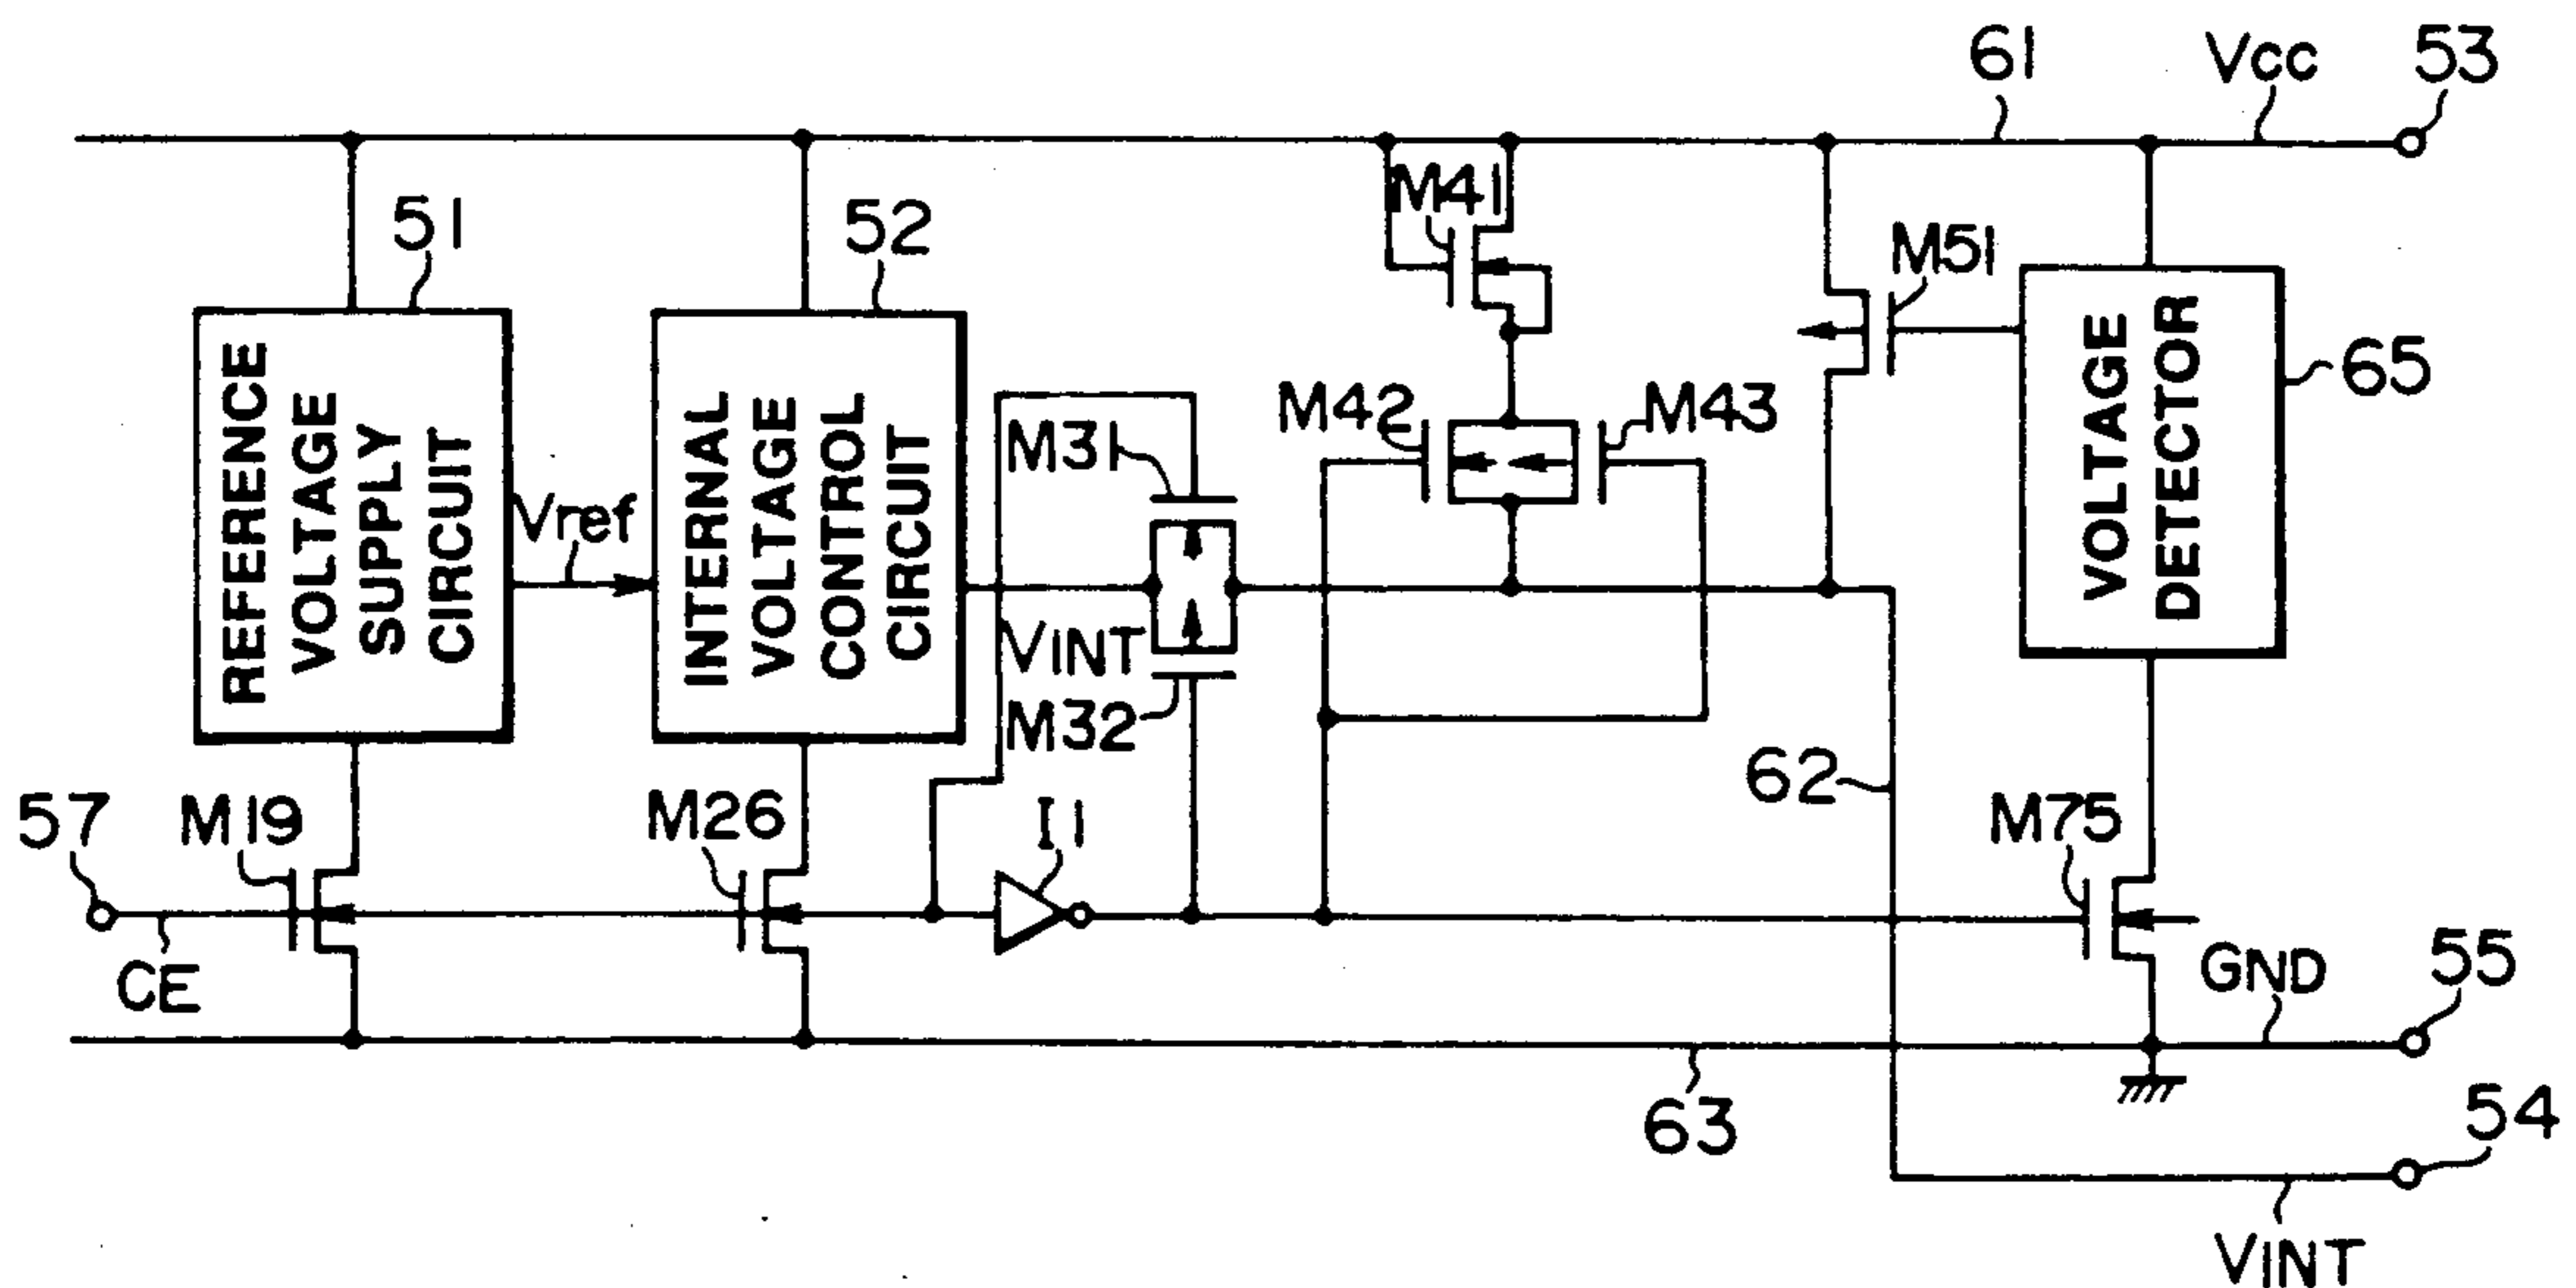 61
Vcc
53
M41
51
52
M51
REFERENCE
VOLTAGE
SUPPLY
CIRCUIT
Vref
INTERNAL
VOLTAGE
CONTROL
CIRCUIT
M31
M42
M43
VOLTAGE
DETECTOR
65
VINT
M32
62
57
M19
M26
I1
M75
CE
GND
55
63
54
VINT